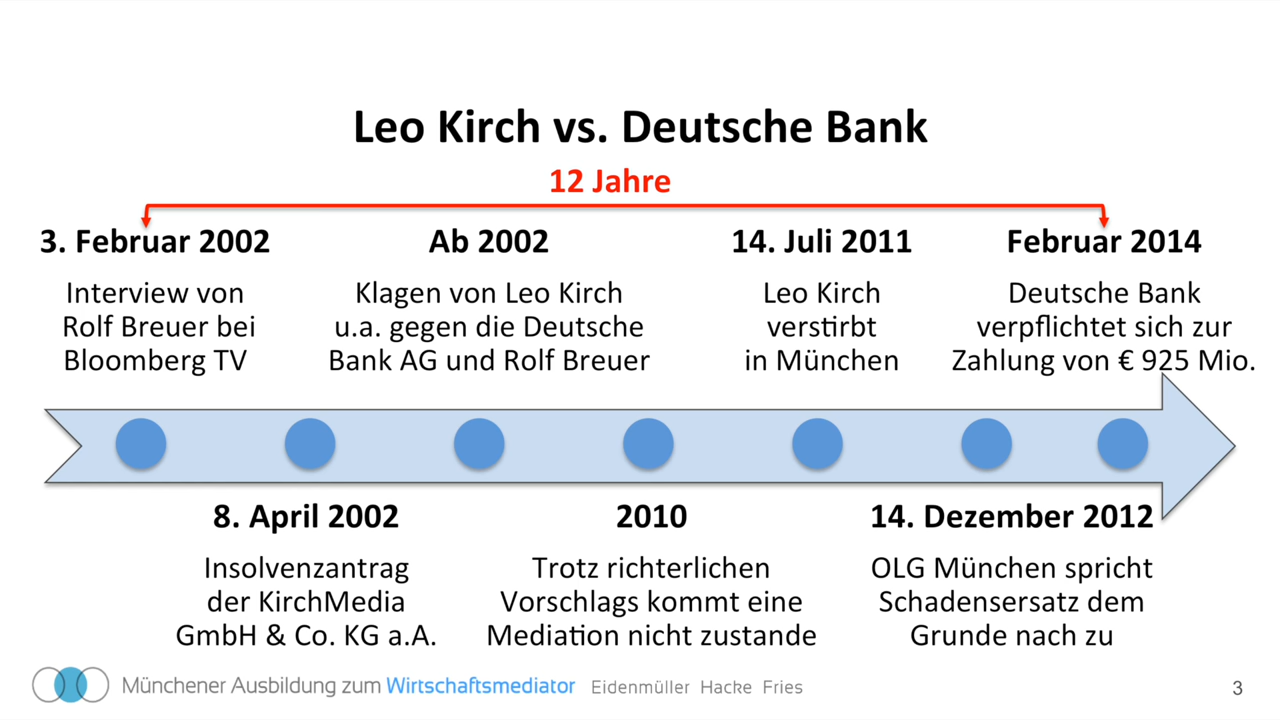 Leo Kirch vs. Deutsche Bank
12 Jahre
3. Februar 2002
Interview von
Rolf Breuer bei
Bloomberg TV
Ab 2002
Klagen von Leo Kirch
u.a. gegen die Deutsche
Bank AG und Rolf Breuer
14. Juli 2011
Leo Kirch
verstirbt
in München
Februar 2014
Deutsche Bank
verpflichtet sich zur
Zahlung von € 925 Mio.
8. April 2002
Insolvenzantrag
der KirchMedia
GmbH & Co. KG a.A.
2010
Trotz richterlichen
Vorschlags kommt eine
Mediation nicht zustande
14. Dezember 2012
OLG München spricht
Schadensersatz dem
Grunde nach zu
Münchener Ausbildung zum Wirtschaftsmediator Eidenmüller Hacke Fries
3